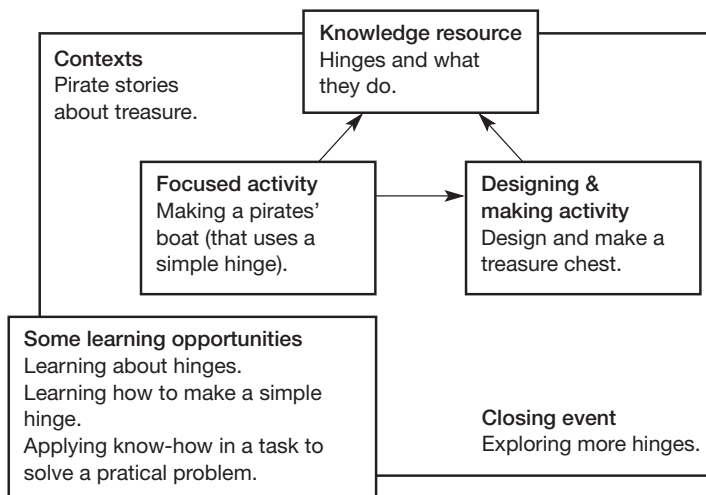 Knowledge resource
Hinges and what
they do.
Contexts
Pirate stories
about treasure.
Focused activity
Making a pirates'
boat (that uses a
simple hinge).
Designing &
making activity
Design and make a
treasure chest.
Some learning opportunities
Learning about hinges.
Learning how to make a simple
hinge.
Applying know-how in a task to
solve a pratical problem.
Closing event
Exploring more hinges.